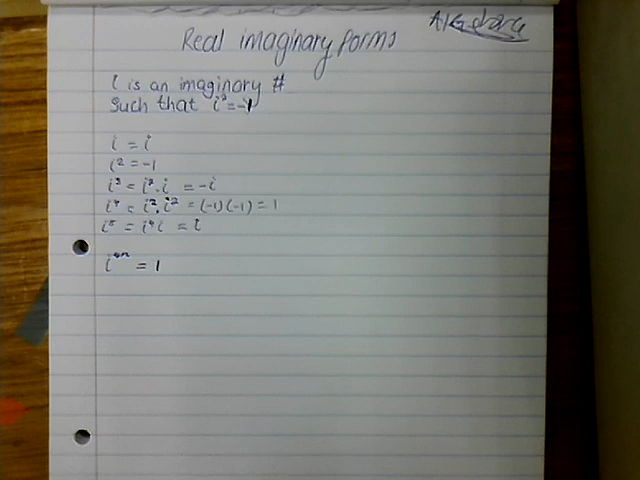 Algebra
Real imaginary forms
i is an imaginary #
such that i² = -1
i = i
i² = -1
i³ = i².i = -i
i⁴ = i².i² = (-1)(-1) = 1
i⁵ = i⁴i = i
i⁴ⁿ = 1